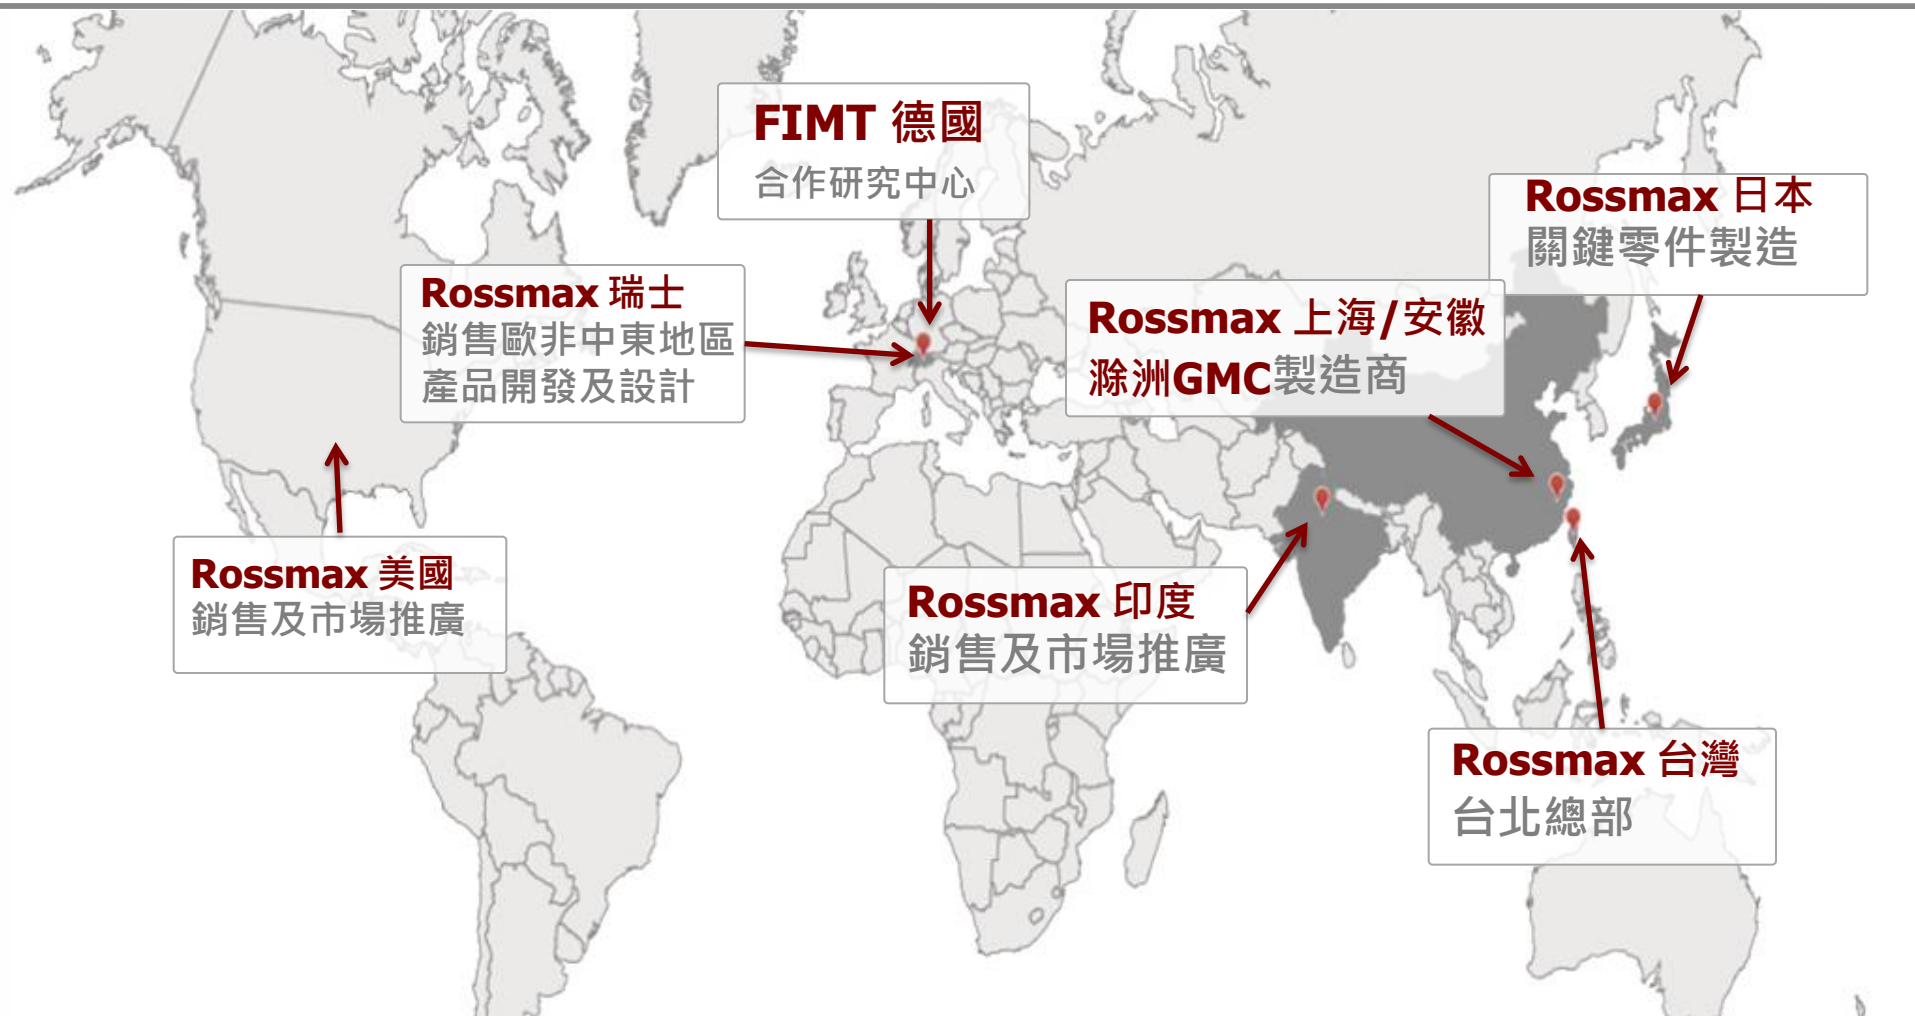 FIMT 德國
合作研究中心
Rossmax 日本
關鍵零件製造
Rossmax 瑞士
銷售歐非中東地區
產品開發及設計
Rossmax 上海/安徽
滁洲GMC製造商
Rossmax 美國
銷售及市場推廣
Rossmax 印度
銷售及市場推廣
Rossmax 台灣
台北總部